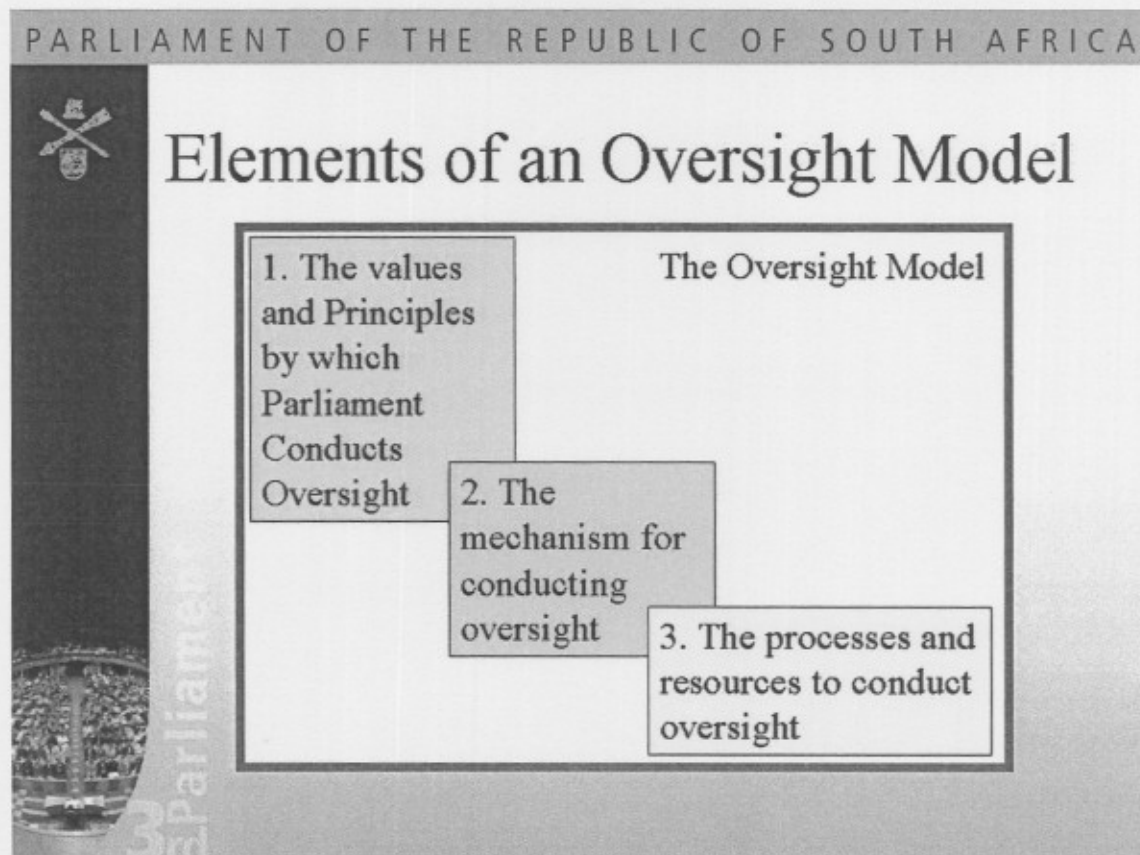 PARLIAMENT OF THE REPUBLIC OF SOUTH AFRICA
Elements of an Oversight Model
The Oversight Model
1. The values
and Principles
by which
Parliament
Conducts
Oversight
2. The
mechanism for
conducting
oversight
3. The processes and
resources to conduct
oversight
Parliament